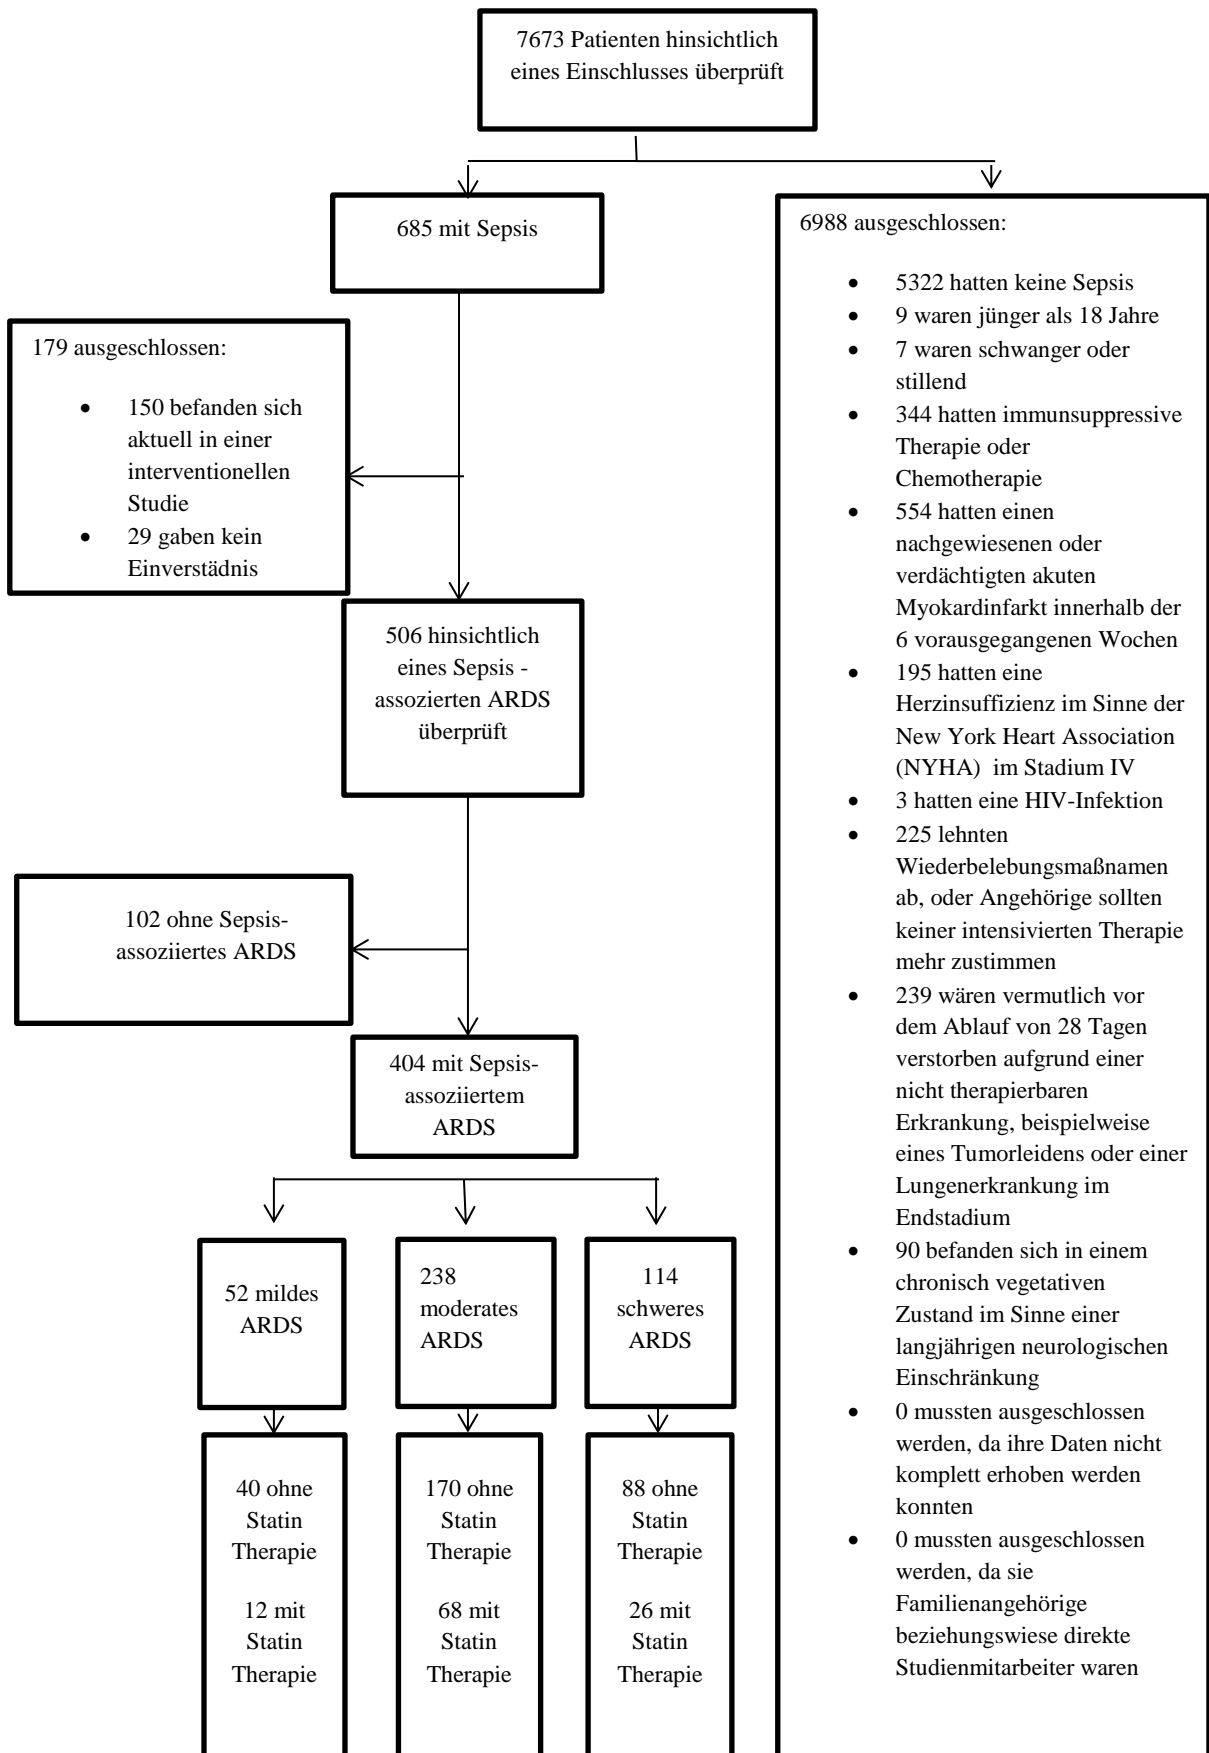 7673 Patienten hinsichtlich
eines Einschlusses überprüft
685 mit Sepsis
179 ausgeschlossen:
• 150 befanden sich
aktuell in einer
interventionellen
Studie
• 29 gaben kein
Einverstädnis
506 hinsichtlich
eines Sepsis -
assozierten ARDS
überprüft
102 ohne Sepsis-
assoziiertes ARDS
404 mit Sepsis-
assoziiertem
ARDS
52 mildes
ARDS
238
moderates
ARDS
114
schweres
ARDS
40 ohne
Statin
Therapie
12 mit
Statin
Therapie
170 ohne
Statin
Therapie
68 mit
Statin
Therapie
88 ohne
Statin
Therapie
26 mit
Statin
Therapie
6988 ausgeschlossen:
• 5322 hatten keine Sepsis
• 9 waren jünger als 18 Jahre
• 7 waren schwanger oder
stillend
• 344 hatten immunsuppressive
Therapie oder
Chemotherapie
• 554 hatten einen
nachgewiesenen oder
verdächtigten akuten
Myokardinfarkt innerhalb der
6 vorausgegangenen Wochen
• 195 hatten eine
Herzinsuffizienz im Sinne der
New York Heart Association
(NYHA) im Stadium IV
• 3 hatten eine HIV-Infektion
• 225 lehnten
Wiederbelebungsmaßnamen
ab, oder Angehörige sollten
keiner intensivierten Therapie
mehr zustimmen
• 239 wären vermutlich vor
dem Ablauf von 28 Tagen
verstorben aufgrund einer
nicht therapierbaren
Erkrankung, beispielweise
eines Tumorleidens oder einer
Lungenerkrankung im
Endstadium
• 90 befanden sich in einem
chronisch vegetativen
Zustand im Sinne einer
langjährigen neurologischen
Einschränkung
• 0 mussten ausgeschlossen
werden, da ihre Daten nicht
komplett erhoben werden
konnten
• 0 mussten ausgeschlossen
werden, da sie
Familienangehörige
beziehungswiese direkte
Studienmitarbeiter waren